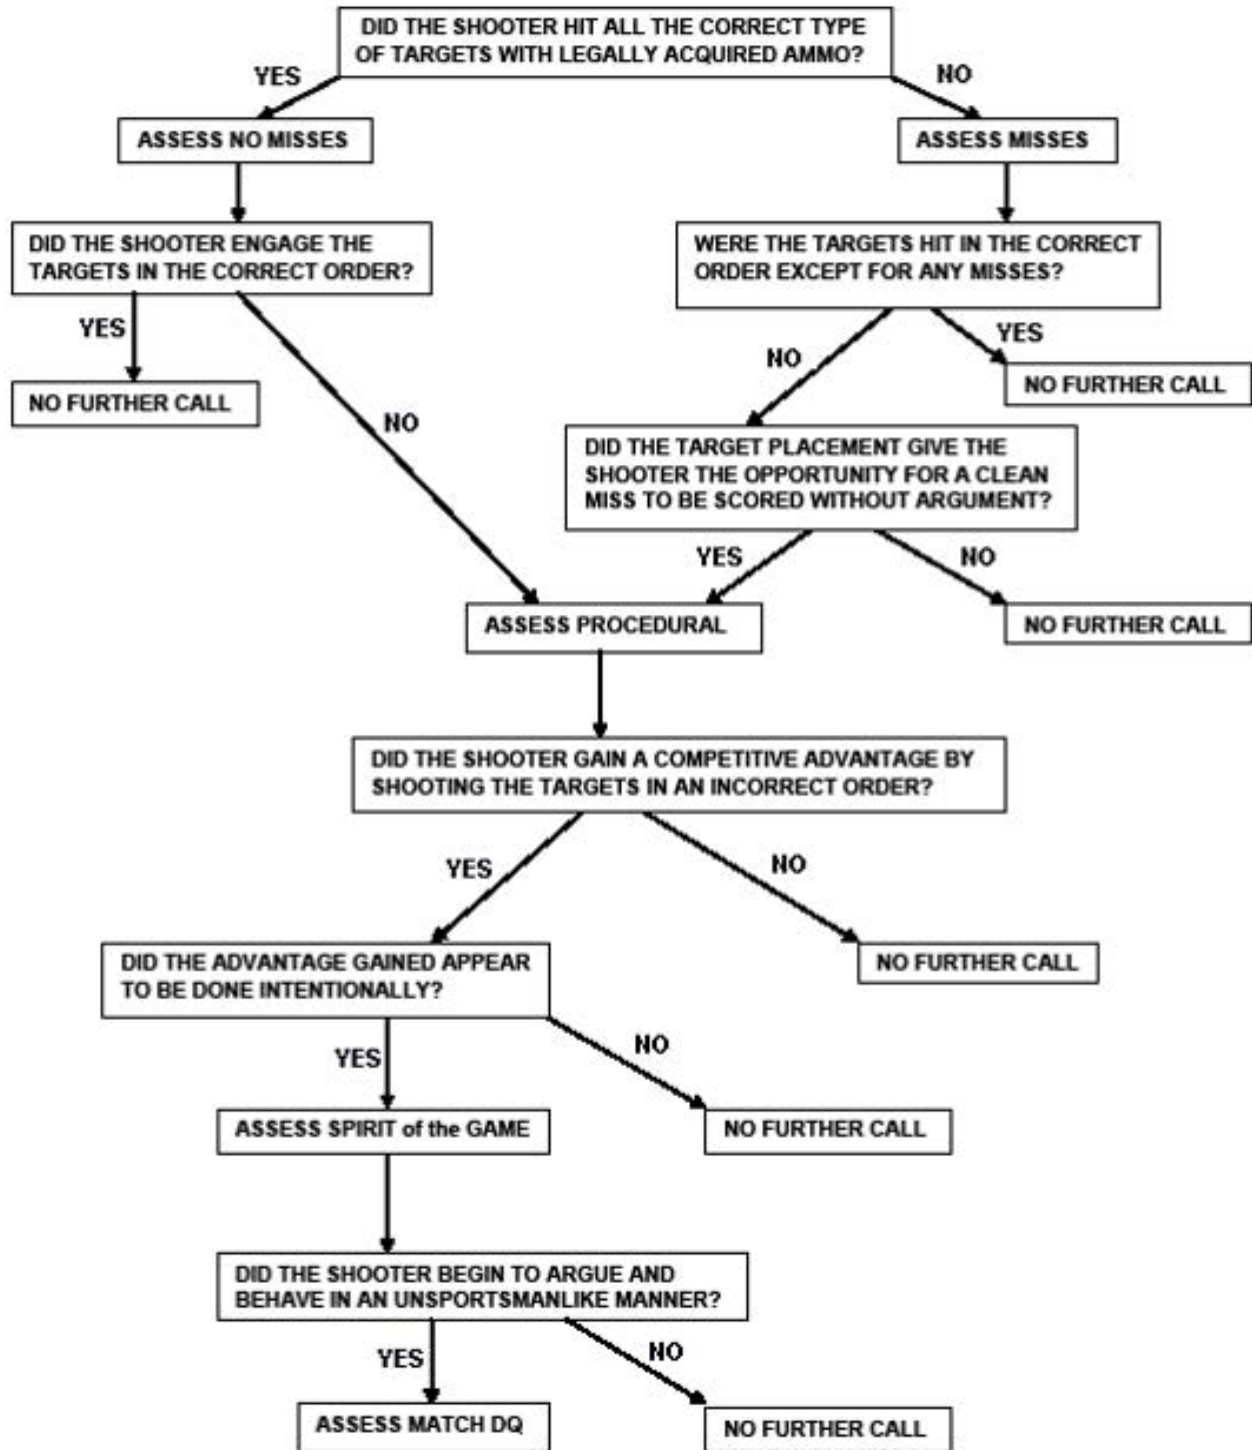 DID THE SHOOTER HIT ALL THE CORRECT TYPE
OF TARGETS WITH LEGALLY ACQUIRED AMMO?
YES
NO
ASSESS NO MISSES
ASSESS MISSES
DID THE SHOOTER ENGAGE THE
TARGETS IN THE CORRECT ORDER?
WERE THE TARGETS HIT IN THE CORRECT
ORDER EXCEPT FOR ANY MISSES?
YES
NO
YES
NO FURTHER CALL
NO
NO FURTHER CALL
DID THE TARGET PLACEMENT GIVE THE
SHOOTER THE OPPORTUNITY FOR A CLEAN
MISS TO BE SCORED WITHOUT ARGUMENT?
YES
NO
ASSESS PROCEDURAL
NO FURTHER CALL
DID THE SHOOTER GAIN A COMPETITIVE ADVANTAGE BY
SHOOTING THE TARGETS IN AN INCORRECT ORDER?
YES
NO
DID THE ADVANTAGE GAINED APPEAR
TO BE DONE INTENTIONALLY?
NO FURTHER CALL
YES
NO
ASSESS SPIRIT of the GAME
NO FURTHER CALL
DID THE SHOOTER BEGIN TO ARGUE AND
BEHAVE IN AN UNSPORTSMANLIKE MANNER?
YES
NO
ASSESS MATCH DQ
NO FURTHER CALL